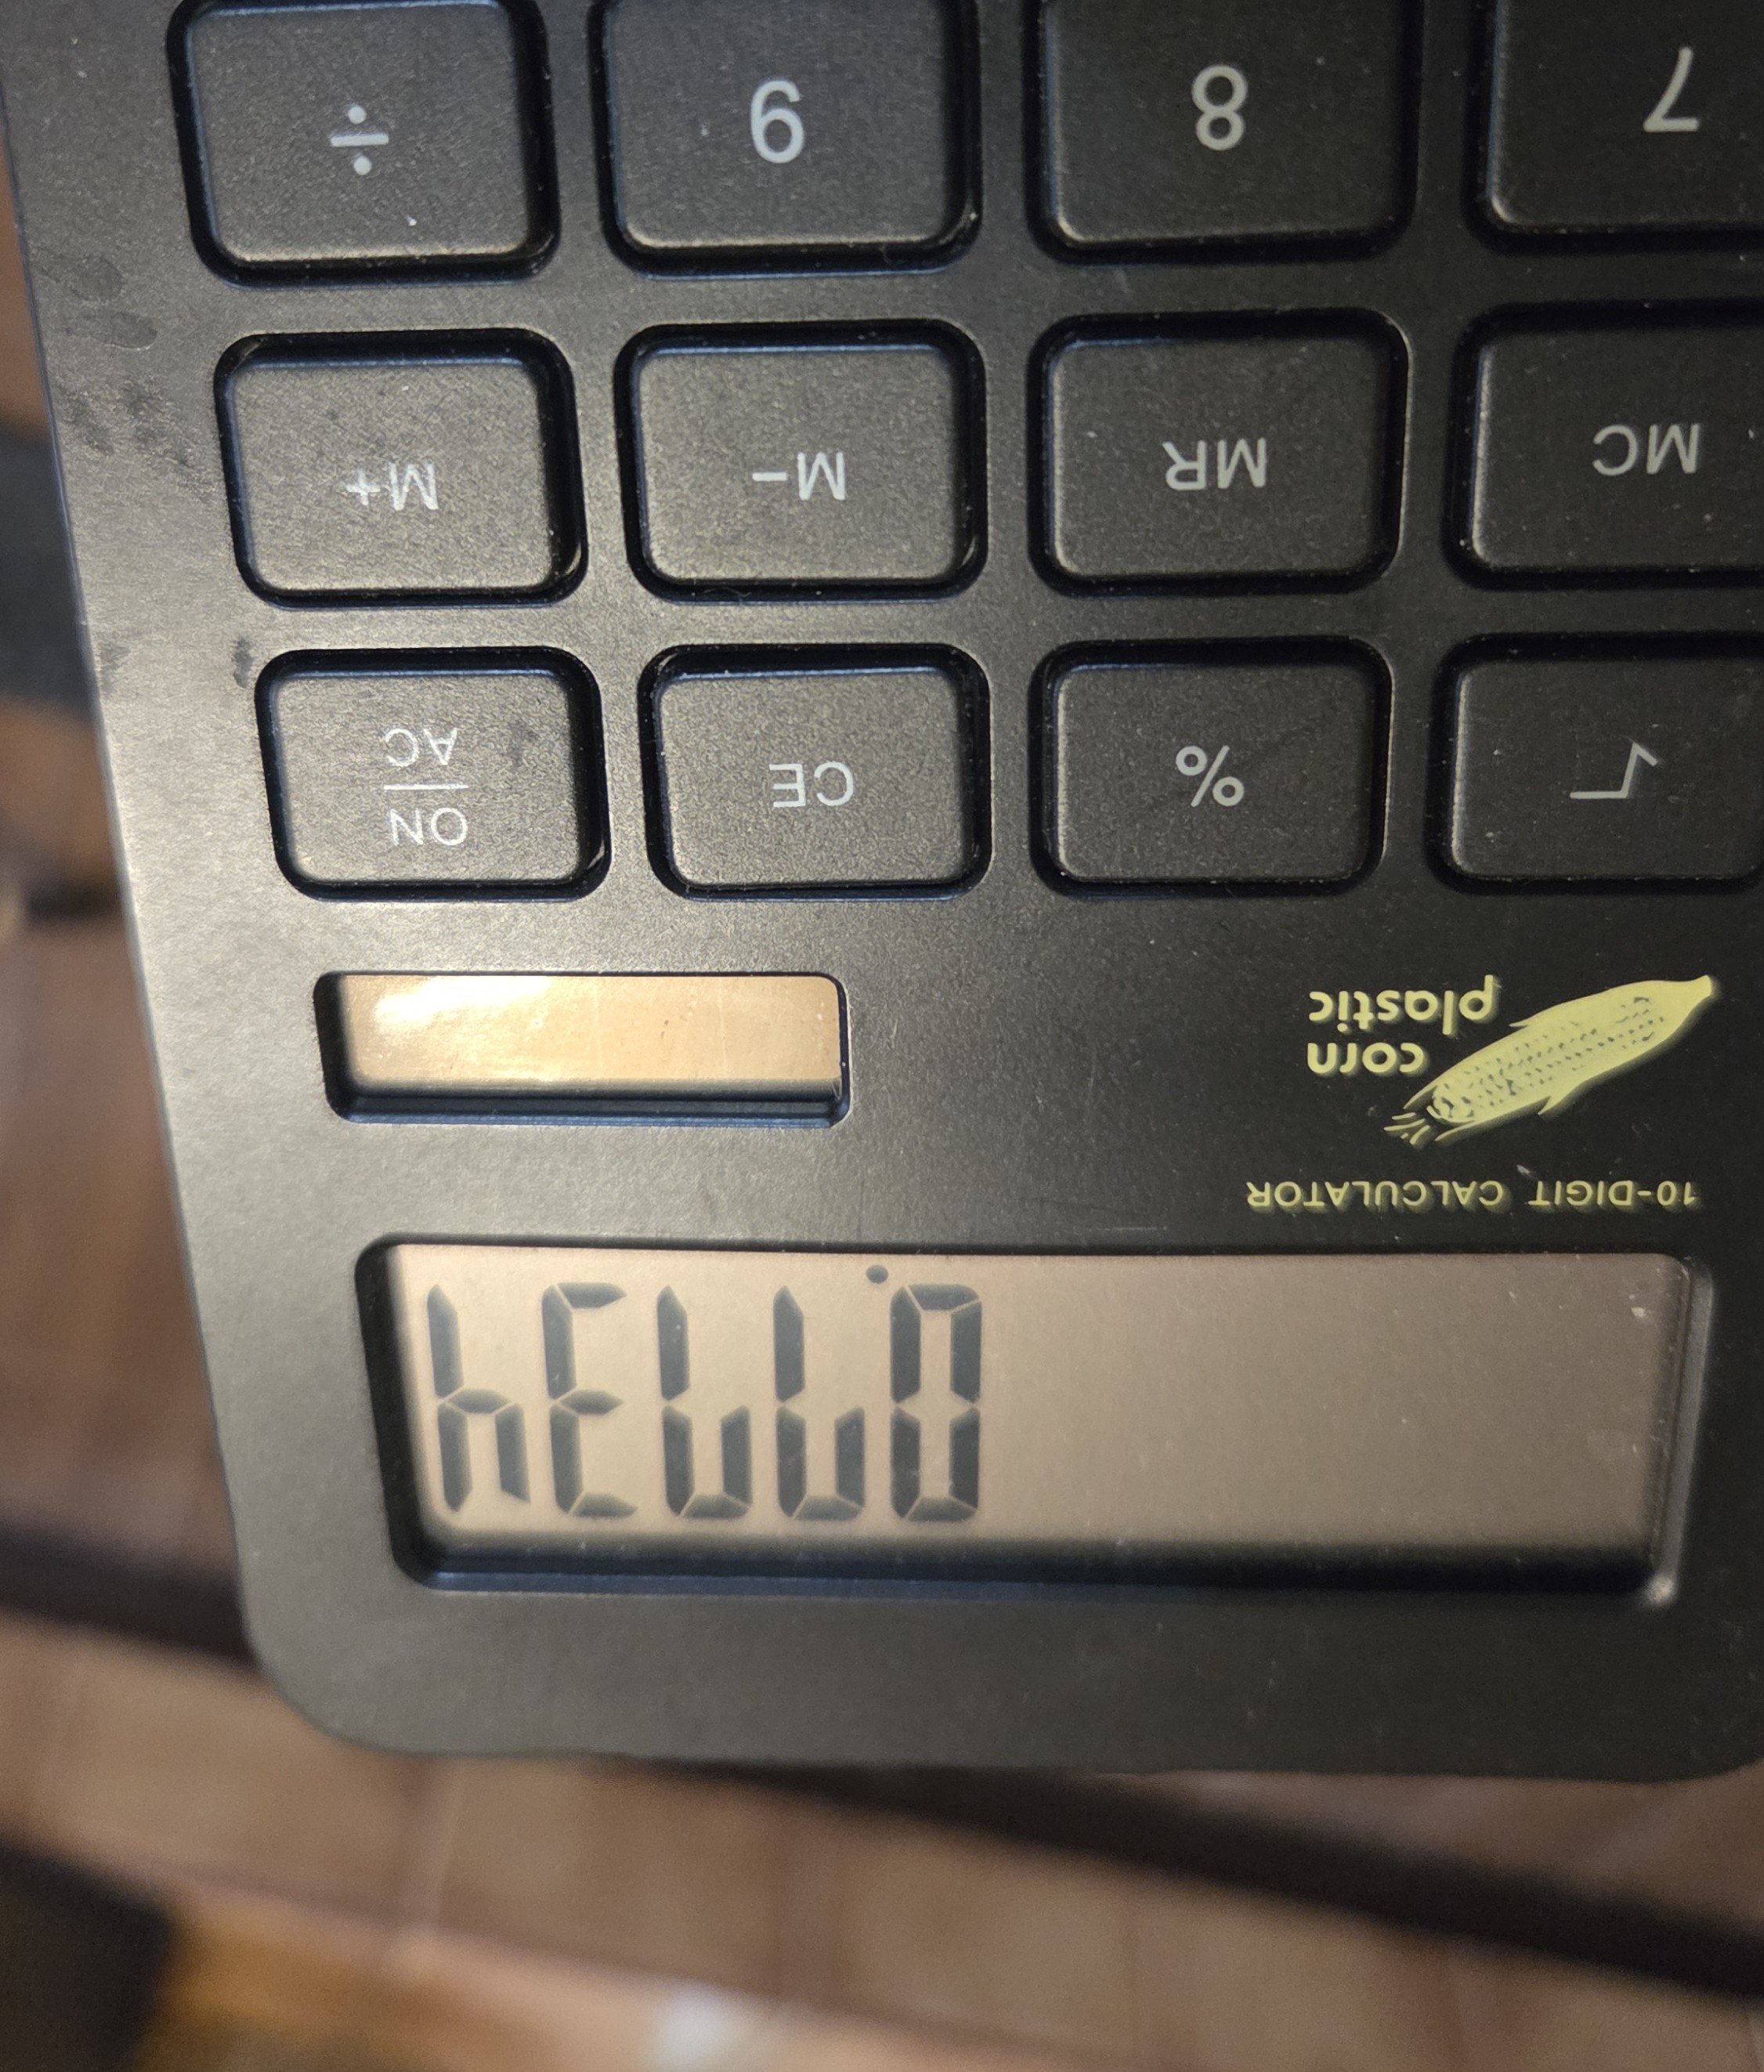 hELLO
10-DIGIT CALCULATOR
corn
plastic
√ % CE ON
AC
MC MR M− M+
7 8 9 ÷